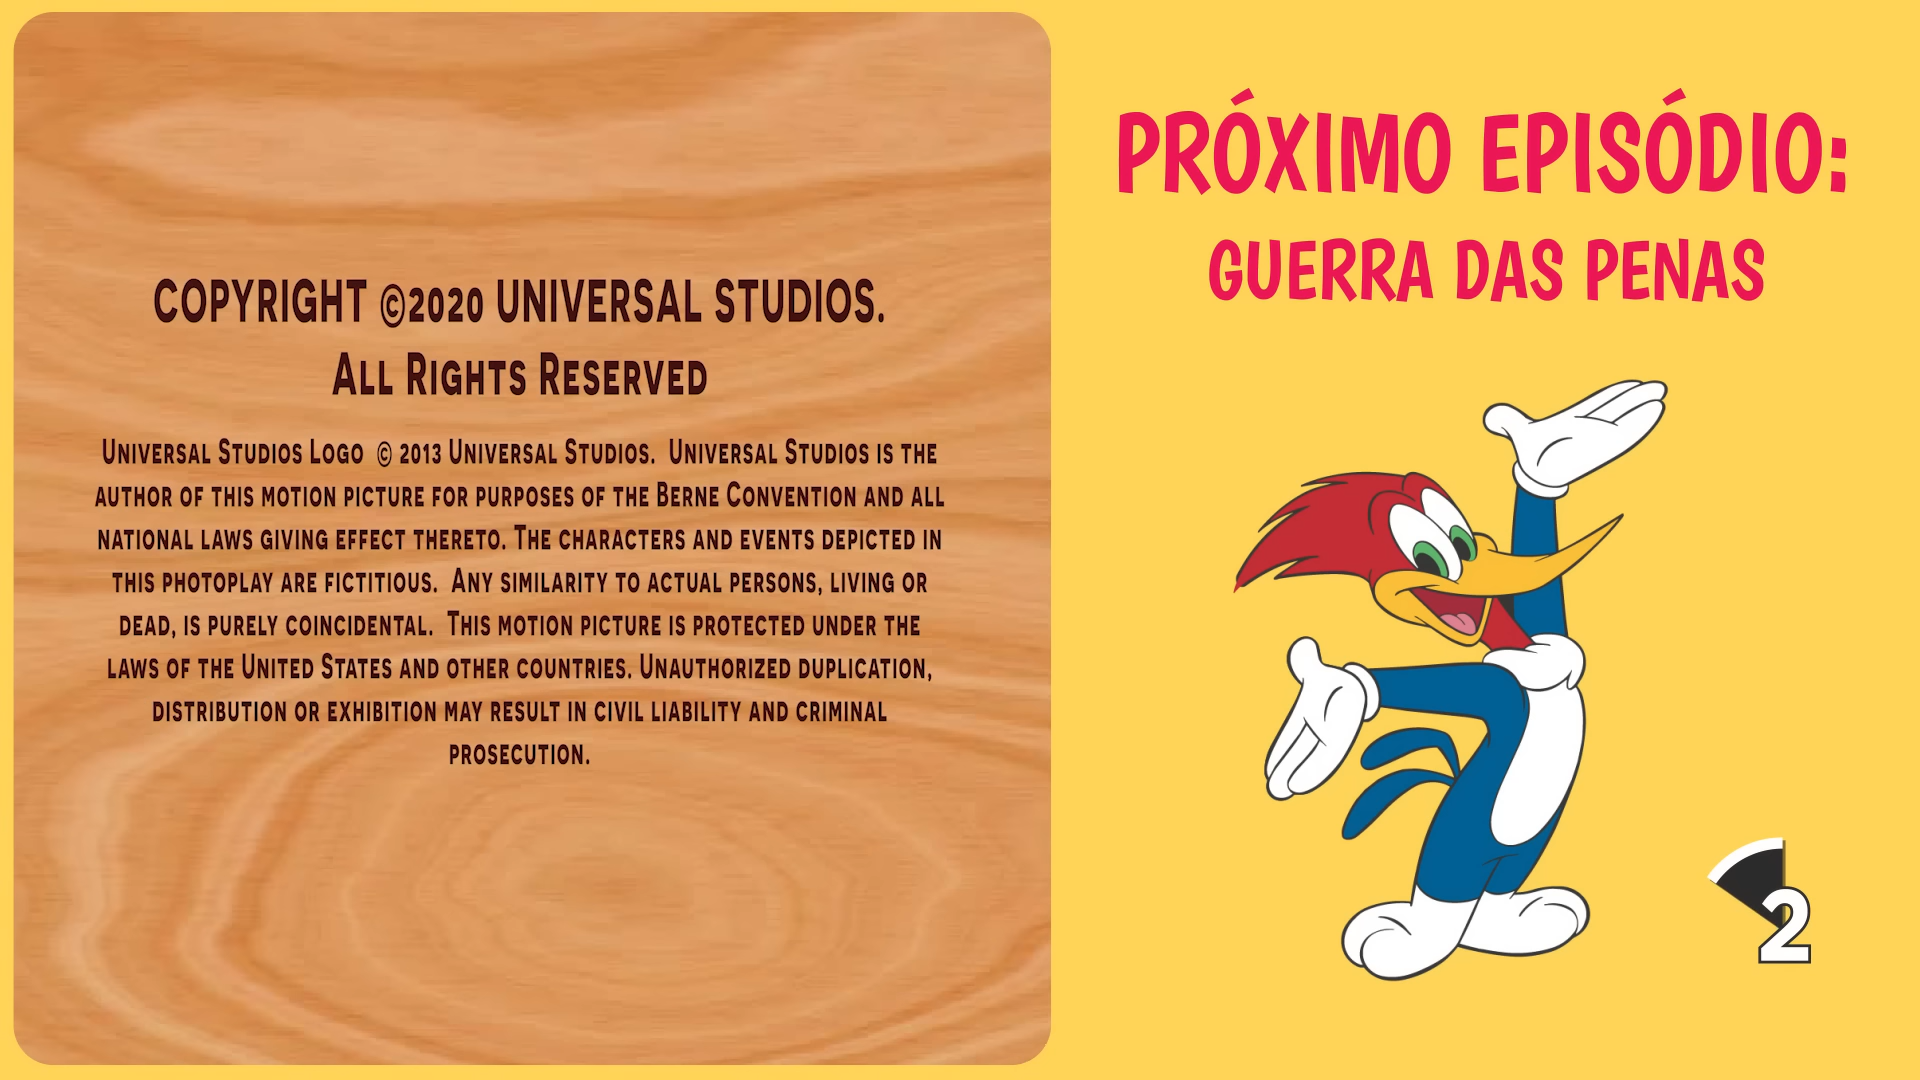 COPYRIGHT ©2020 UNIVERSAL STUDIOS.
ALL RIGHTS RESERVED
UNIVERSAL STUDIOS LOGO © 2013 UNIVERSAL STUDIOS. UNIVERSAL STUDIOS IS THE
AUTHOR OF THIS MOTION PICTURE FOR PURPOSES OF THE BERNE CONVENTION AND ALL
NATIONAL LAWS GIVING EFFECT THERETO. THE CHARACTERS AND EVENTS DEPICTED IN
THIS PHOTOPLAY ARE FICTITIOUS. ANY SIMILARITY TO ACTUAL PERSONS, LIVING OR
DEAD, IS PURELY COINCIDENTAL. THIS MOTION PICTURE IS PROTECTED UNDER THE
LAWS OF THE UNITED STATES AND OTHER COUNTRIES. UNAUTHORIZED DUPLICATION,
DISTRIBUTION OR EXHIBITION MAY RESULT IN CIVIL LIABILITY AND CRIMINAL
PROSECUTION.
PRÓXIMO EPISÓDIO:
GUERRA DAS PENAS
2